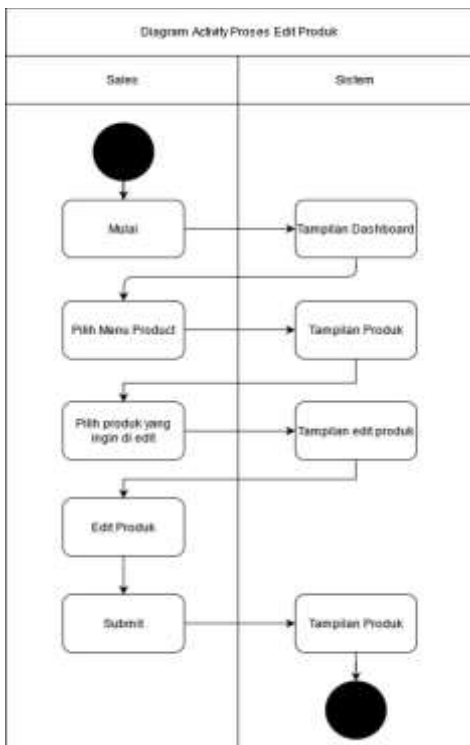 Diagram Activity Proses Edit Produk
Sales
Sistem
Mulai
Tampilan Dashboard
Pilih Menu Product
Tampilan Produk
Pilih produk yang
ingin di edit
Tampilan edit produk
Edit Produk
Submit
Tampilan Produk